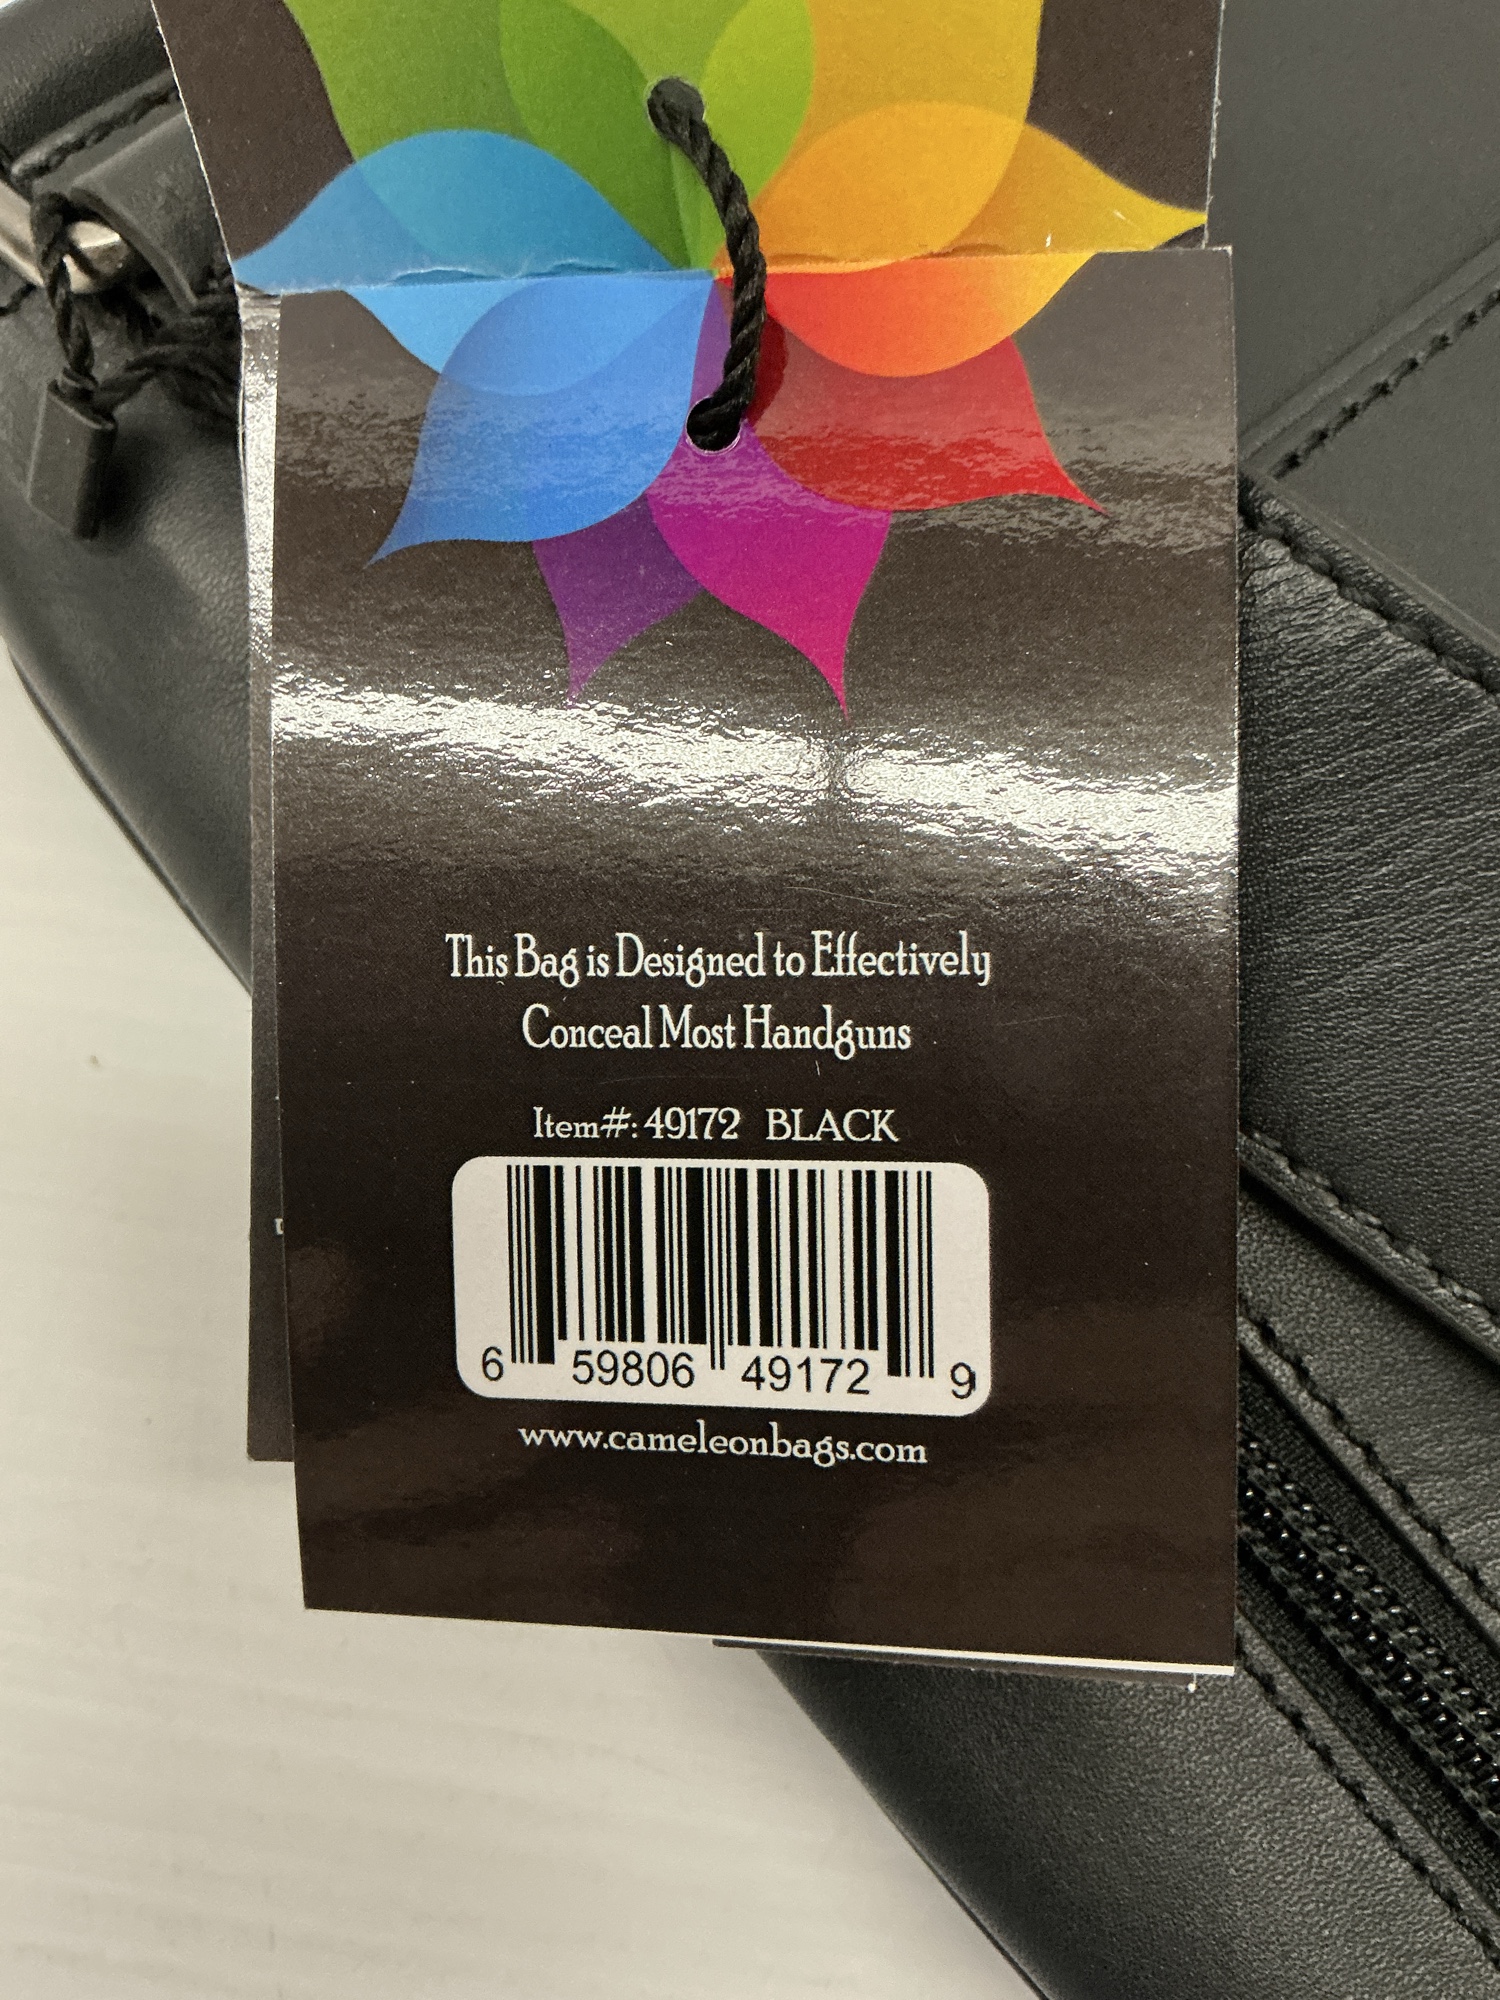 This Bag is Designed to Effectively
Conceal Most Handguns
Item#: 49172 BLACK
6 59806 49172 9
www.cameleonbags.com